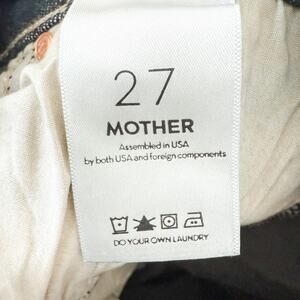 27
MOTHER
Assembled in USA
by both USA and foreign components
DO YOUR OWN LAUNDRY